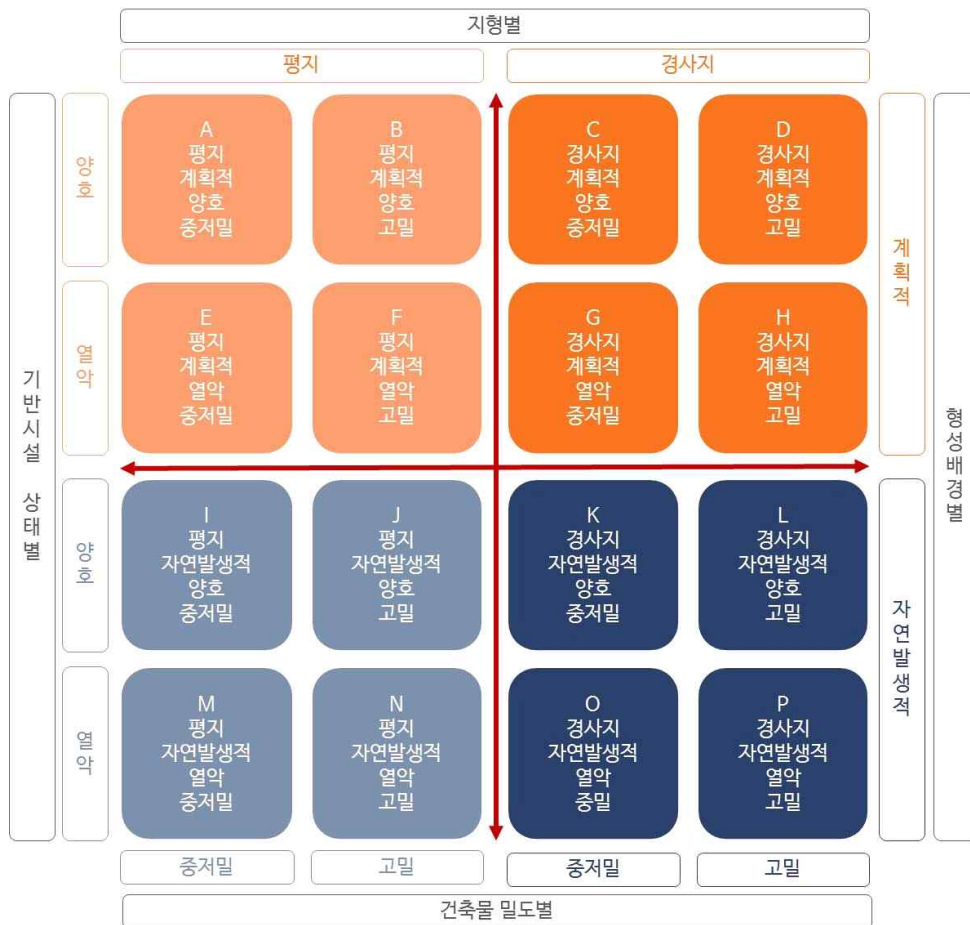 지형별
평지
경사지
기반시설 상태별
양호
열악
양호
열악
A
평지
계획적
양호
중저밀
B
평지
계획적
양호
고밀
C
경사지
계획적
양호
중저밀
D
경사지
계획적
양호
고밀
E
평지
계획적
열악
중저밀
F
평지
계획적
열악
고밀
G
경사지
계획적
열악
중저밀
H
경사지
계획적
열악
고밀
I
평지
자연발생적
양호
중저밀
J
평지
자연발생적
양호
고밀
K
경사지
자연발생적
양호
중저밀
L
경사지
자연발생적
양호
고밀
M
평지
자연발생적
열악
중저밀
N
평지
자연발생적
열악
고밀
O
경사지
자연발생적
열악
중밀
P
경사지
자연발생적
열악
고밀
계획적
자연발생적
형성배경별
중저밀
고밀
중저밀
고밀
건축물 밀도별